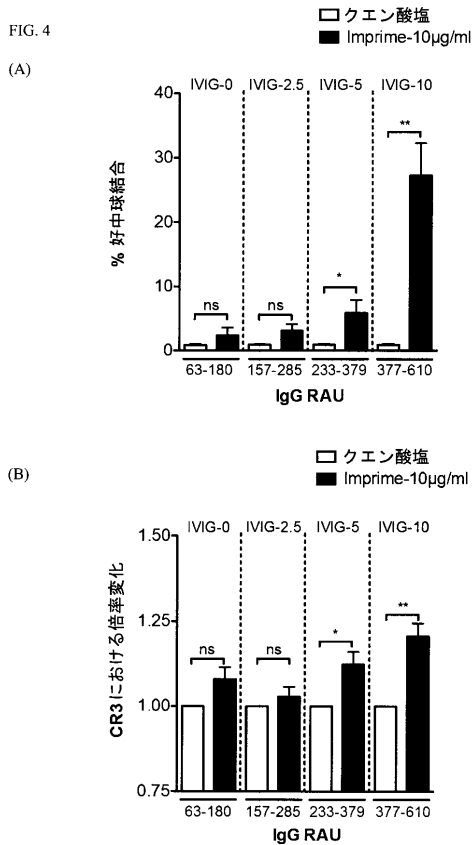 FIG. 4
クエン酸塩
Imprime-10µg/ml
(A)
IVIG-0 IVIG-2.5 IVIG-5 IVIG-10
40
30
20
10
0
% 好中球結合
ns ns * **
63-180 157-285 233-379 377-610
IgG RAU
クエン酸塩
Imprime-10µg/ml
(B)
IVIG-0 IVIG-2.5 IVIG-5 IVIG-10
1.50
1.25
1.00
0.75
CR3 における倍率変化
ns ns * **
63-180 157-285 233-379 377-610
IgG RAU